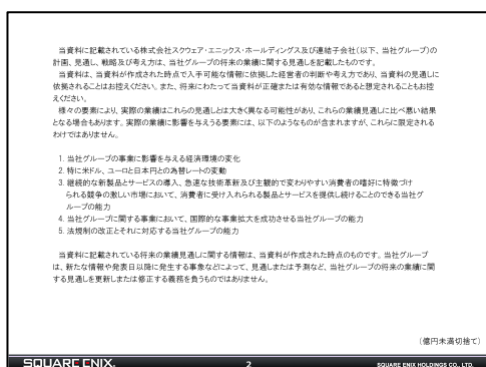 当資料に記載されている株式会社スクウェア・エニックス・ホールディングス及び連結子会社(以下、当社グループ)の
計画、見通し、戦略及び考え方は、当社グループの将来の業績に関する見通しを記載したものです。
当資料は、当資料が作成された時点で入手可能な情報に依拠した経営者の判断や考え方であり、当資料の見通しに
依拠されることはお控えください。また、将来にわたって当資料が正確または有効な情報であると想定されることもお控
えください。
様々の要素により、実際の業績はこれらの見通しとは大きく異なる可能性があり、これらの業績見通しに比べ悪い結果
となる場合もあります。実際の業績に影響を与えうる要素には、以下のようなものが含まれますが、これらに限定される
わけではありません。
1. 当社グループの事業に影響を与える経済環境の変化
2. 特に米ドル、ユーロと日本円との為替レートの変動
3. 継続的な新製品とサービスの導入、急速な技術革新及び主観的で変わりやすい消費者の嗜好に特徴づけ
られる競争の激しい市場において、消費者に受け入れられる製品とサービスを提供し続けることのできる当社グ
ループの能力
4. 当社グループに関する事業において、国際的な事業拡大を成功させる当社グループの能力
5. 法規制の改正とそれに対応する当社グループの能力
当資料に記載されている将来の業績見通しに関する情報は、当資料が作成された時点のものです。当社グループ
は、新たな情報や発表日以降に発生する事象などによって、見通しまたは予測など、当社グループの将来の業績に関
する見通しを更新しまたは修正する義務を負うものではありません。
(億円未満切捨て)
SQUARE ENIX.
2
SQUARE ENIX HOLDINGS CO., LTD.